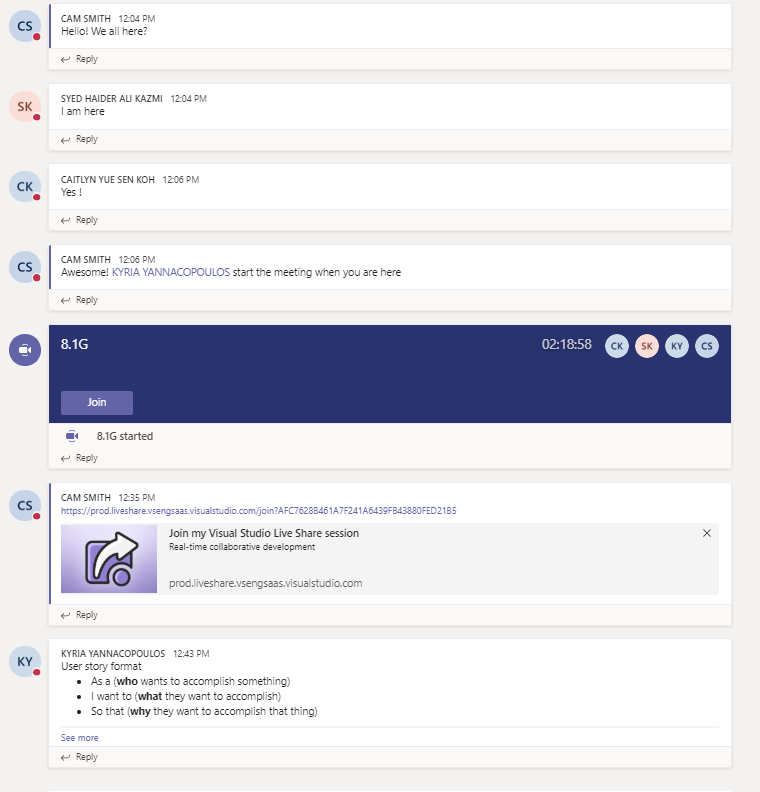 CS
CAM SMITH 12:04 PM
Hello! We all here?
Reply
SK
SYED HAIDER ALI KAZMI 12:04 PM
I am here
Reply
CK
CAITLYN YUE SEN KOH 12:06 PM
Yes !
Reply
CS
CAM SMITH 12:06 PM
Awesome! KYRIA YANNACOPOULOS start the meeting when you are here
Reply
8.1G 02:18:58 CK SK KY CS
Join
8.1G started
Reply
CS
CAM SMITH 12:35 PM
https://prod.liveshare.vsengsaas.visualstudio.com/join?AFC7628B461A7F241A6439FB43880FED21B5
Join my Visual Studio Live Share session
Real-time collaborative development
prod.liveshare.vsengsaas.visualstudio.com
Reply
KY
KYRIA YANNACOPOULOS 12:43 PM
User story format
• As a (who wants to accomplish something)
• I want to (what they want to accomplish)
• So that (why they want to accomplish that thing)
See more
Reply